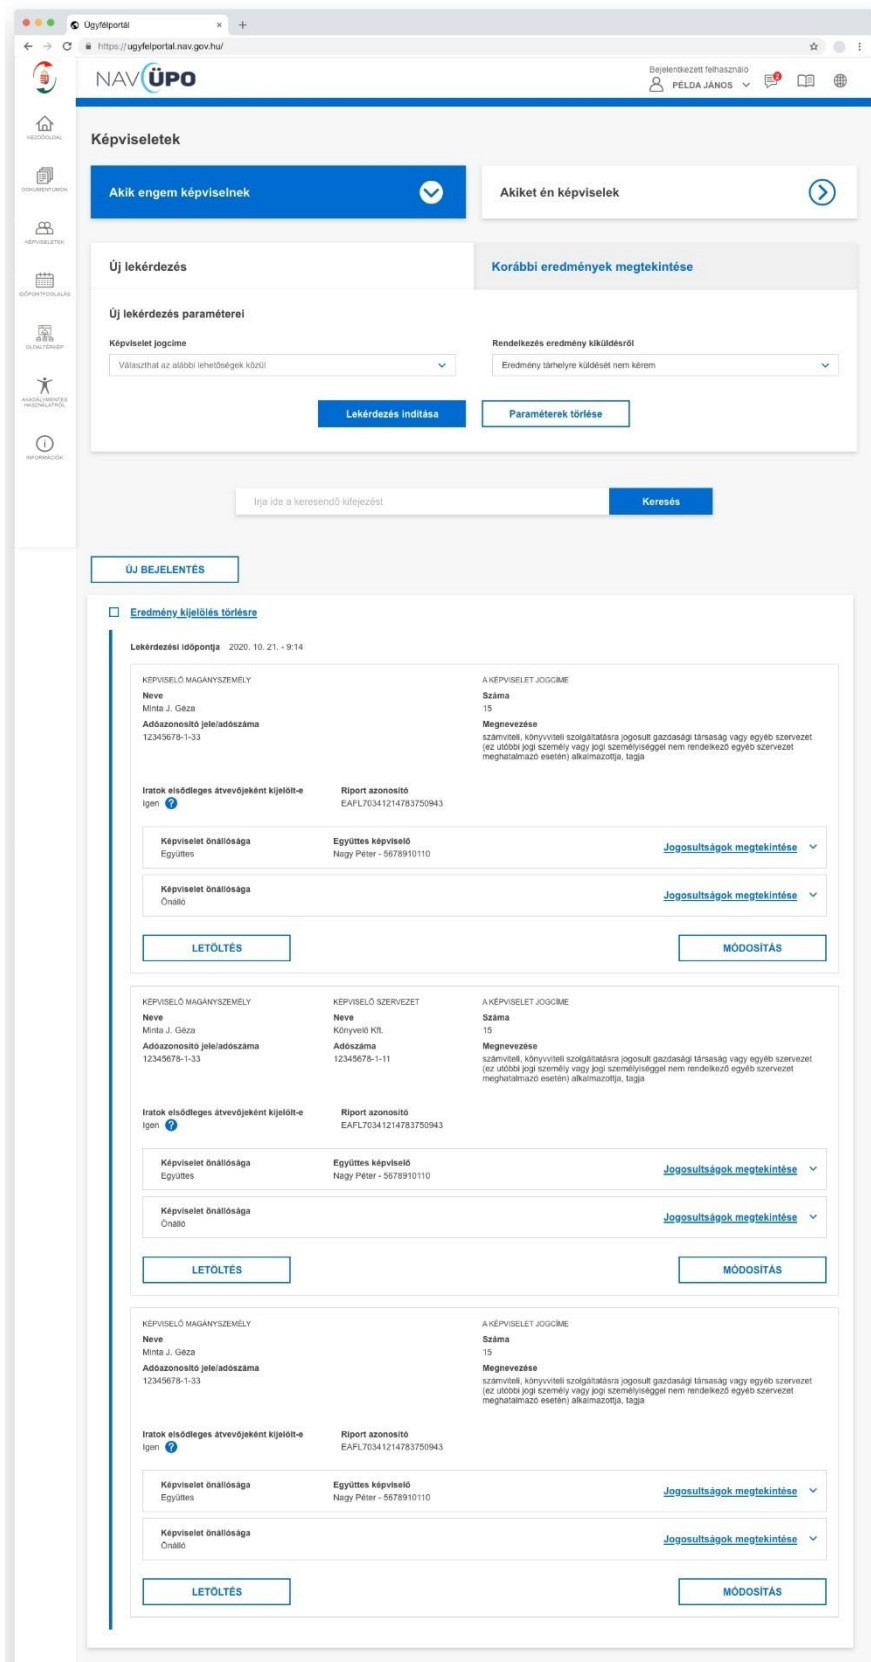 Ügyfélportál
https://ugyfelportal.nav.gov.hu/
NAV ÜPO
Bejelentkezett felhasználó
PÉLDA JÁNOS
2
KEZDŐOLDAL
DOKUMENTUMOK
KÉPVISELETEK
IDŐPONTFOGLALÁS
OLDALTÉRKÉP
AKADÁLYMENTES
HASZNÁLATRÓL
INFORMÁCIÓK
Képviseletek
Akik engem képviselnek
Akiket én képviselek
Új lekérdezés
Korábbi eredmények megtekintése
Új lekérdezés paraméterei
Képviselet jogcíme
Rendelkezés eredmény kiküldésről
Választhat az alábbi lehetőségek közül
Eredmény tárhelyre küldését nem kérem
Lekérdezés indítása
Paraméterek törlése
Írja ide a keresendő kifejezést
Keresés
ÚJ BEJELENTÉS
Eredmény kijelölés törlésre
Lekérdezési időpontja 2020. 10. 21. - 9:14
KÉPVISELŐ MAGÁNYSZEMÉLY
A KÉPVISELET JOGCÍME
Neve
Száma
Minta J. Géza
15
Adóazonosító jele/adószáma
Megnevezése
12345678-1-33
számviteli, könyvviteli szolgáltatásra jogosult gazdasági társaság vagy egyéb szervezet
(ez utóbbi jogi személy vagy jogi személyiséggel nem rendelkező egyéb szervezet
meghatalmazó esetén) alkalmazottja, tagja
Iratok elsődleges átvevőjeként kijelölt-e
Riport azonosító
Igen ?
EAFL70341214783750943
Képviselet önállósága
Együttes képviselő
Együttes
Nagy Péter - 5678910110
Jogosultságok megtekintése
Képviselet önállósága
Önálló
Jogosultságok megtekintése
LETÖLTÉS
MÓDOSÍTÁS
KÉPVISELŐ MAGÁNYSZEMÉLY
KÉPVISELŐ SZERVEZET
A KÉPVISELET JOGCÍME
Neve
Neve
Száma
Minta J. Géza
Könyvelő Kft.
15
Adóazonosító jele/adószáma
Adószáma
Megnevezése
12345678-1-33
12345678-1-11
számviteli, könyvviteli szolgáltatásra jogosult gazdasági társaság vagy egyéb szervezet
(ez utóbbi jogi személy vagy jogi személyiséggel nem rendelkező egyéb szervezet
meghatalmazó esetén) alkalmazottja, tagja
Iratok elsődleges átvevőjeként kijelölt-e
Riport azonosító
Igen ?
EAFL70341214783750943
Képviselet önállósága
Együttes képviselő
Együttes
Nagy Péter - 5678910110
Jogosultságok megtekintése
Képviselet önállósága
Önálló
Jogosultságok megtekintése
LETÖLTÉS
MÓDOSÍTÁS
KÉPVISELŐ MAGÁNYSZEMÉLY
A KÉPVISELET JOGCÍME
Neve
Száma
Minta J. Géza
15
Adóazonosító jele/adószáma
Megnevezése
12345678-1-33
számviteli, könyvviteli szolgáltatásra jogosult gazdasági társaság vagy egyéb szervezet
(ez utóbbi jogi személy vagy jogi személyiséggel nem rendelkező egyéb szervezet
meghatalmazó esetén) alkalmazottja, tagja
Iratok elsődleges átvevőjeként kijelölt-e
Riport azonosító
Igen ?
EAFL70341214783750943
Képviselet önállósága
Együttes képviselő
Együttes
Nagy Péter - 5678910110
Jogosultságok megtekintése
Képviselet önállósága
Önálló
Jogosultságok megtekintése
LETÖLTÉS
MÓDOSÍTÁS